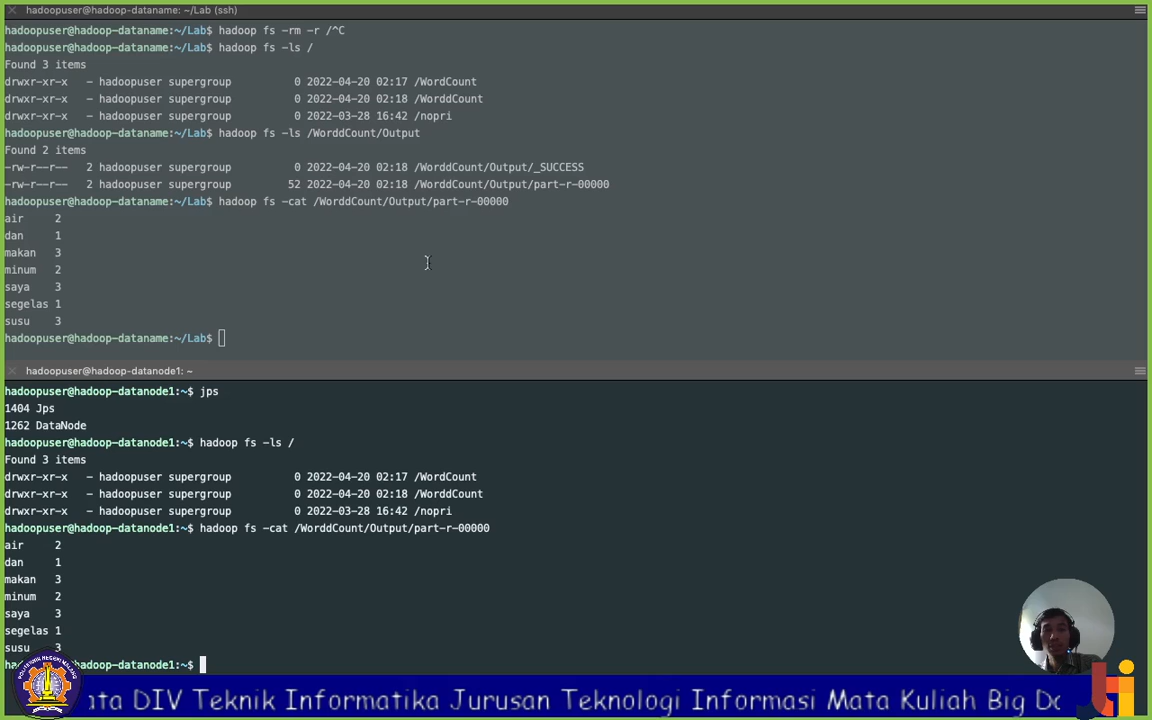 hadoopuser@hadoop-dataname: ~/Lab (ssh)
hadoopuser@hadoop-dataname:~/Lab$ hadoop fs -rm -r /^C
hadoopuser@hadoop-dataname:~/Lab$ hadoop fs -ls /
Found 3 items
drwxr-xr-x   - hadoopuser supergroup          0 2022-04-20 02:17 /WordCount
drwxr-xr-x   - hadoopuser supergroup          0 2022-04-20 02:18 /WorddCount
drwxr-xr-x   - hadoopuser supergroup          0 2022-03-28 16:42 /nopri
hadoopuser@hadoop-dataname:~/Lab$ hadoop fs -ls /WorddCount/Output
Found 2 items
-rw-r--r--   2 hadoopuser supergroup          0 2022-04-20 02:18 /WorddCount/Output/_SUCCESS
-rw-r--r--   2 hadoopuser supergroup         52 2022-04-20 02:18 /WorddCount/Output/part-r-00000
hadoopuser@hadoop-dataname:~/Lab$ hadoop fs -cat /WorddCount/Output/part-r-00000
air     2
dan     1
makan   3
minum   2
saya    3
segelas 1
susu    3
hadoopuser@hadoop-dataname:~/Lab$
hadoopuser@hadoop-datanode1: ~
hadoopuser@hadoop-datanode1:~$ jps
1404 Jps
1262 DataNode
hadoopuser@hadoop-datanode1:~$ hadoop fs -ls /
Found 3 items
drwxr-xr-x   - hadoopuser supergroup          0 2022-04-20 02:17 /WordCount
drwxr-xr-x   - hadoopuser supergroup          0 2022-04-20 02:18 /WorddCount
drwxr-xr-x   - hadoopuser supergroup          0 2022-03-28 16:42 /nopri
hadoopuser@hadoop-datanode1:~$ hadoop fs -cat /WorddCount/Output/part-r-00000
air     2
dan     1
makan   3
minum   2
saya    3
segelas 1
susu    3
hadoopuser@hadoop-datanode1:~$
POLITEKNIK NEGERI MALANG
ata DIV Teknik Informatika Jurusan Teknologi Informasi Mata Kuliah Big Da